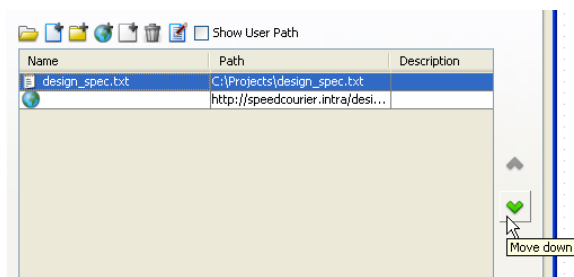 Show User Path
Name Path Description
design_spec.txt C:\Projects\design_spec.txt
http://speedcourier.intra/desi...
Move down